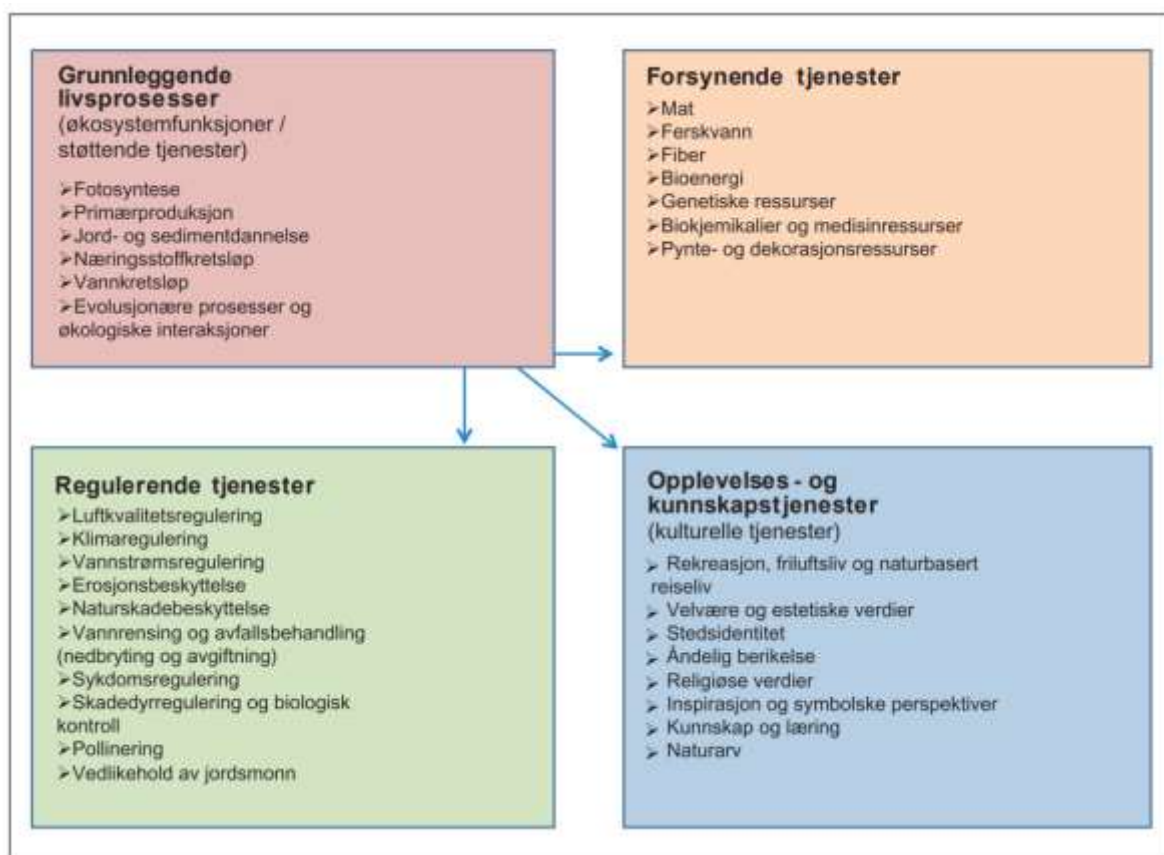 Grunnleggende
livsprosesser
(økosystemfunksjoner /
støttende tjenester)
➢Fotosyntese
➢Primærproduksjon
➢Jord- og sedimentdannelse
➢Næringsstoffkretsløp
➢Vannkretsløp
➢Evolusjonære prosesser og
økologiske interaksjoner
Forsynende tjenester
➢Mat
➢Ferskvann
➢Fiber
➢Bioenergi
➢Genetiske ressurser
➢Biokjemikalier og medisinressurser
➢Pynte- og dekorasjonsressurser
Regulerende tjenester
➢Luftkvalitetsregulering
➢Klimaregulering
➢Vannstrømsregulering
➢Erosjonsbeskyttelse
➢Naturskadebeskyttelse
➢Vannrensing og avfallsbehandling
(nedbryting og avgiftning)
➢Sykdomsregulering
➢Skadedyrregulering og biologisk
kontroll
➢Pollinering
➢Vedlikehold av jordsmonn
Opplevelses - og
kunnskapstjenester
(kulturelle tjenester)
➢ Rekreasjon, friluftsliv og naturbasert
reiseliv
➢ Velvære og estetiske verdier
➢ Stedsidentitet
➢ Åndelig berikelse
➢ Religiøse verdier
➢ Inspirasjon og symbolske perspektiver
➢ Kunnskap og læring
➢ Naturarv